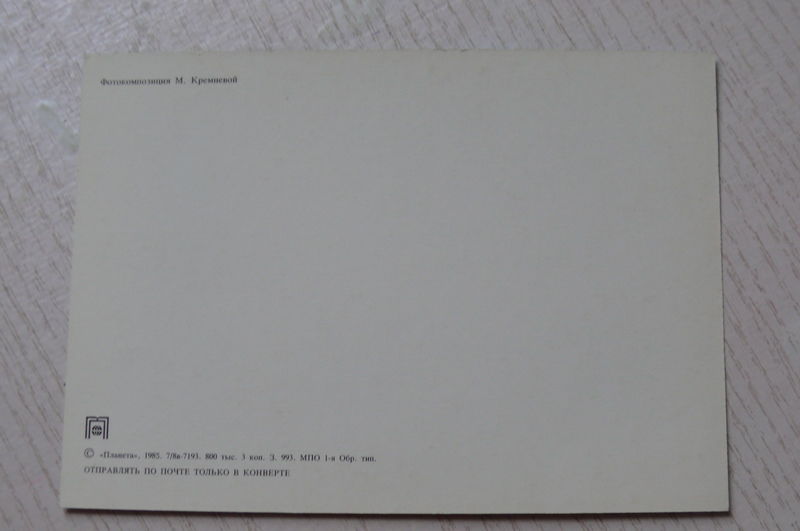 Фотокомпозиция М. Кремневой
© «Планета», 1985. 7/8в-7193. 800 тыс. 3 коп. З. 993. МПО 1-я Обр. тип.
ОТПРАВЛЯТЬ ПО ПОЧТЕ ТОЛЬКО В КОНВЕРТЕ